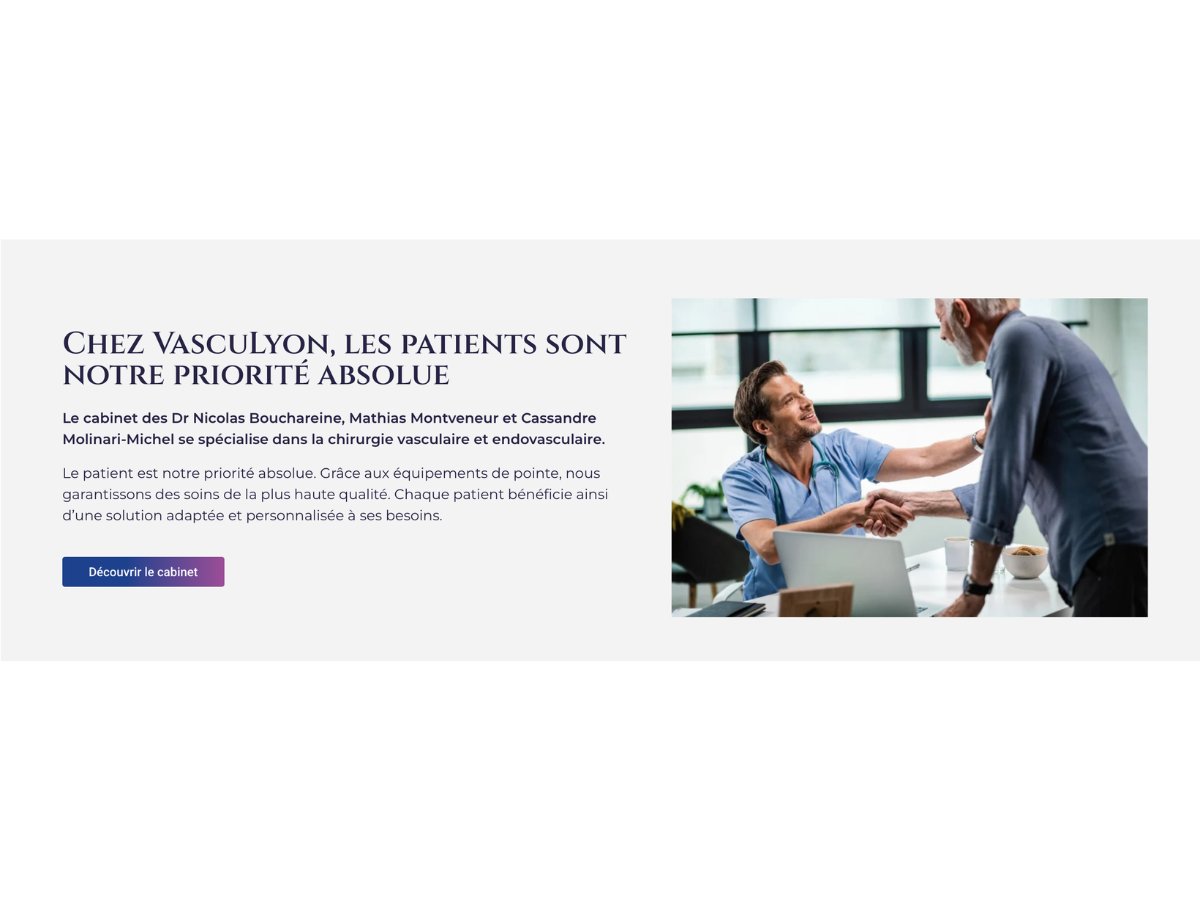 Chez VascuLyon, les patients sont
notre priorité absolue
Le cabinet des Dr Nicolas Bouchareine, Mathias Montveneur et Cassandre
Molinari-Michel se spécialise dans la chirurgie vasculaire et endovasculaire.
Le patient est notre priorité absolue. Grâce aux équipements de pointe, nous
garantissons des soins de la plus haute qualité. Chaque patient bénéficie ainsi
d’une solution adaptée et personnalisée à ses besoins.
Découvrir le cabinet